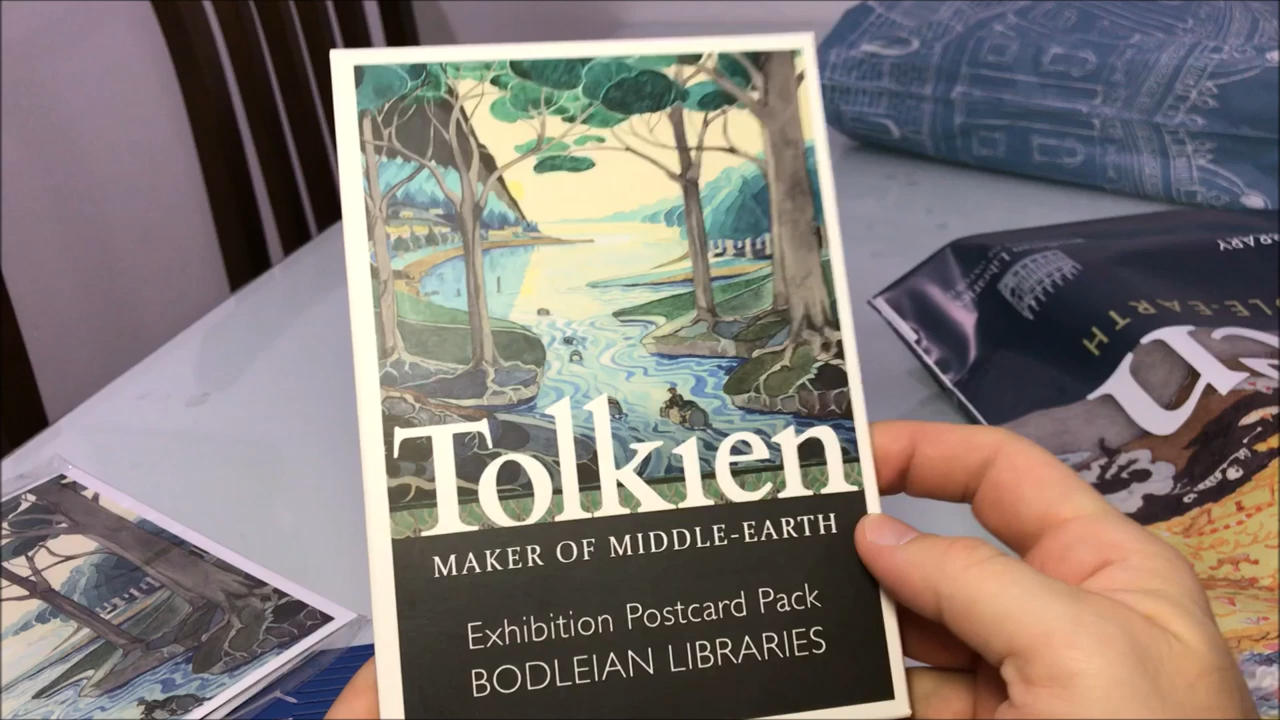 Tolkien
MAKER OF MIDDLE-EARTH
Exhibition Postcard Pack
BODLEIAN LIBRARIES